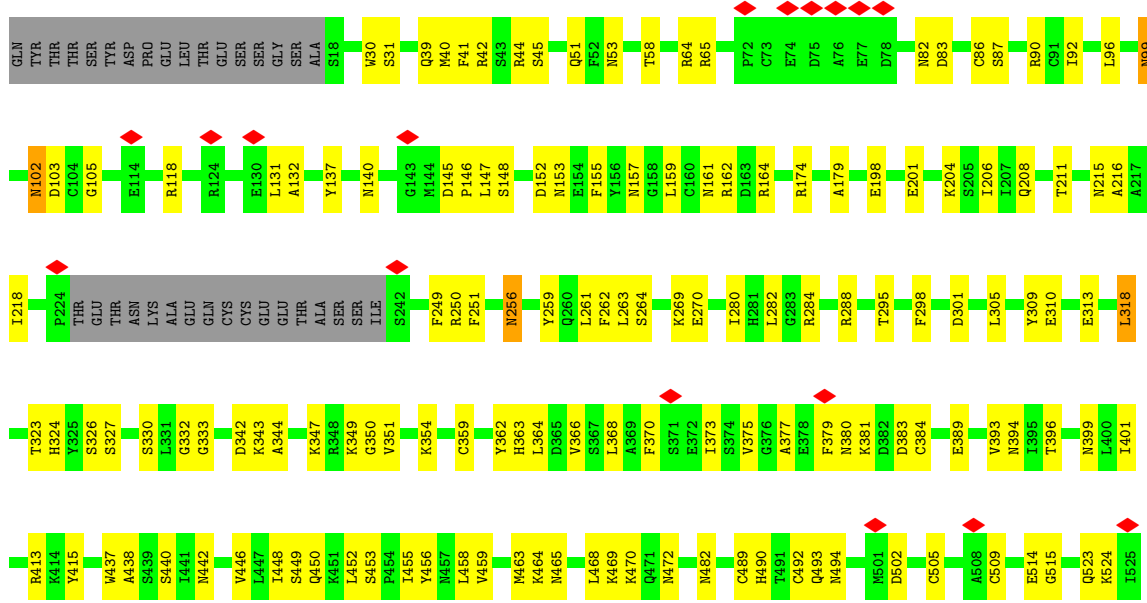 GLN TYR THR THR SER TYR ASP PRO GLY LEU THR GLU GLY SER SER GLY SER ALA S18 W30 S31 Q39 M40 F41 R42 S43 R44 S45 Q51 F52 N53 T58 R64 R65 P72 C73 E74 D75 A76 E77 D78 N82 D83 C86 S87 R90 C91 I92 L96 N99
N102 D103 C104 G105 E114 R118 R124 E130 L131 A132 Y137 N140 G143 M144 D145 P146 L147 S148 D152 N153 E154 F155 Y156 N157 G158 L159 C160 N161 R162 D163 R164 R174 A179 E198 E201 K204 S205 I206 I207 Q208 T211 N215 A216 A217
I218 P224 THR GLU THR ASN LYS ALA GLU GLN CYS CYS GLU GLU THR ALA SER SER ILE S242 F249 R250 F251 N256 Y259 Q260 L261 F262 L263 S264 K269 E270 I280 H281 L282 G283 R284 R288 T295 F298 D301 L305 Y309 E310 E313 L318
T323 H324 Y325 S326 S327 S330 L331 G332 G333 D342 K343 A344 K347 R348 K349 G350 V351 K354 C359 Y362 H363 L364 D365 V366 S367 L368 A369 F370 S371 E372 I373 S374 V375 G376 A377 E378 F379 N380 K381 D382 D383 C384 E389 V393 N394 I395 T396 N399 L400 I401
R413 K414 Y415 W437 A438 S439 S440 I441 N442 V446 L447 I448 S449 Q450 K451 L452 S453 P454 I455 Y456 N457 L458 V459 M463 K464 N465 L468 K469 K470 Q471 N472 N482 C489 H490 T491 C492 Q493 N494 M501 D502 C505 A508 C509 E514 G515 Q523 K524 I525